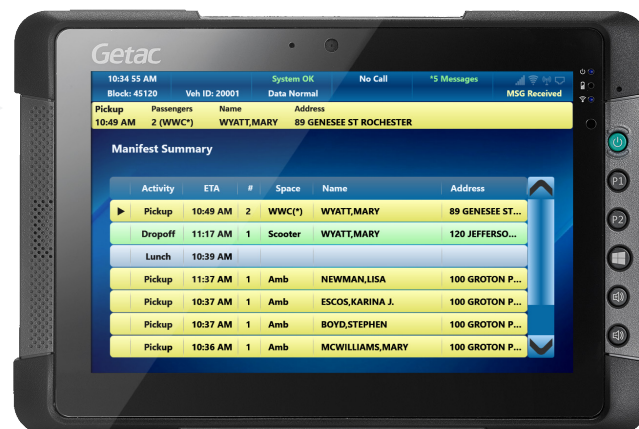 Getac
10:34 55 AM System OK No Call *5 Messages
Block: 45120 Veh ID: 20001 Data Normal MSG Received
Pickup Passengers Name Address
10:49 AM 2 (WWC*) WYATT,MARY 89 GENESEE ST ROCHESTER
Manifest Summary
Activity ETA # Space Name Address
Pickup 10:49 AM 2 WWC(*) WYATT,MARY 89 GENESEE ST...
Dropoff 11:17 AM 1 Scooter WYATT,MARY 120 JEFFERSO...
Lunch 10:39 AM
Pickup 11:37 AM 1 Amb NEWMAN,LISA 100 GROTON P...
Pickup 10:37 AM 1 Amb ESCOS,KARINA J. 100 GROTON P...
Pickup 10:37 AM 1 Amb BOYD,STEPHEN 100 GROTON P...
Pickup 10:36 AM 1 Amb MCWILLIAMS,MARY 100 GROTON P...
P1
P2